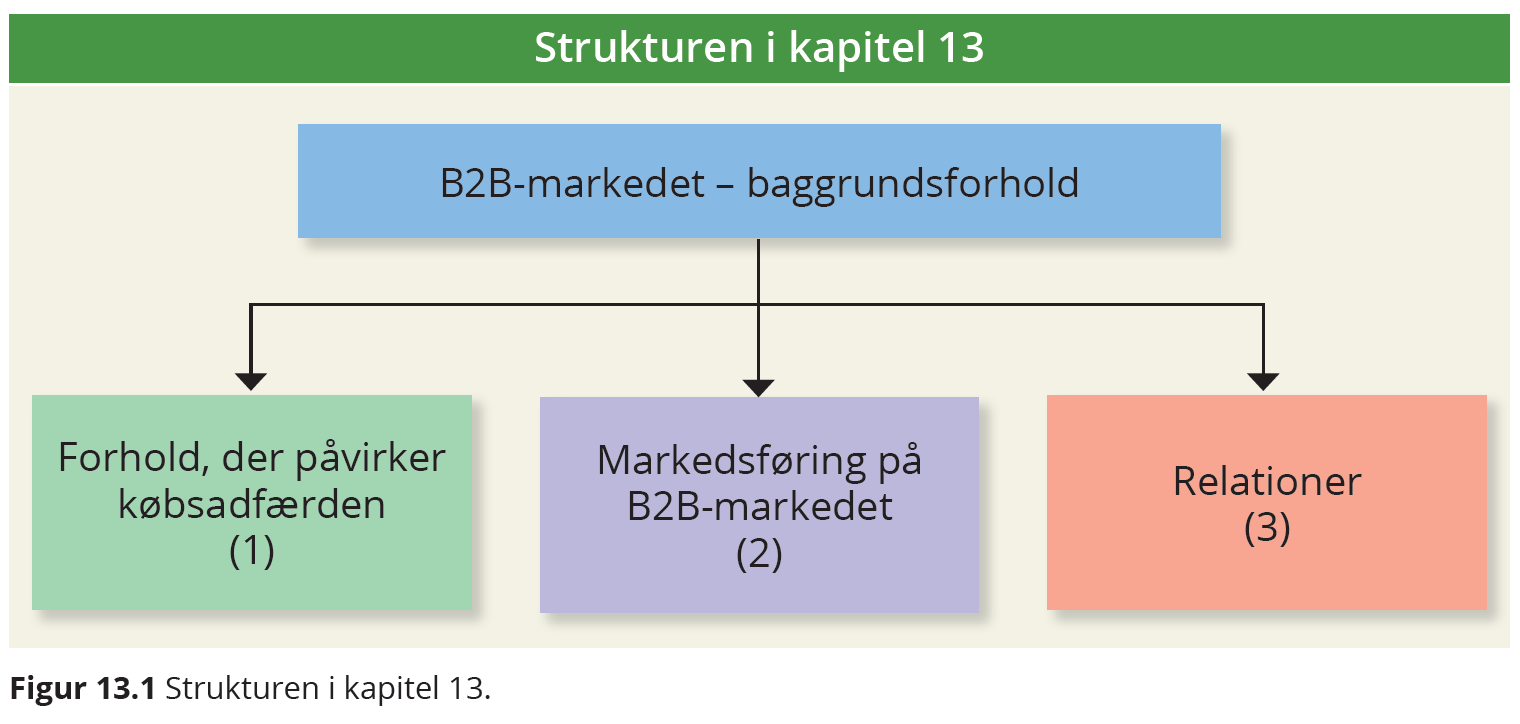 Strukturen i kapitel 13
B2B-markedet – baggrundsforhold
Forhold, der påvirker
købsadfærden
(1)
Markedsføring på
B2B-markedet
(2)
Relationer
(3)
Figur 13.1 Strukturen i kapitel 13.